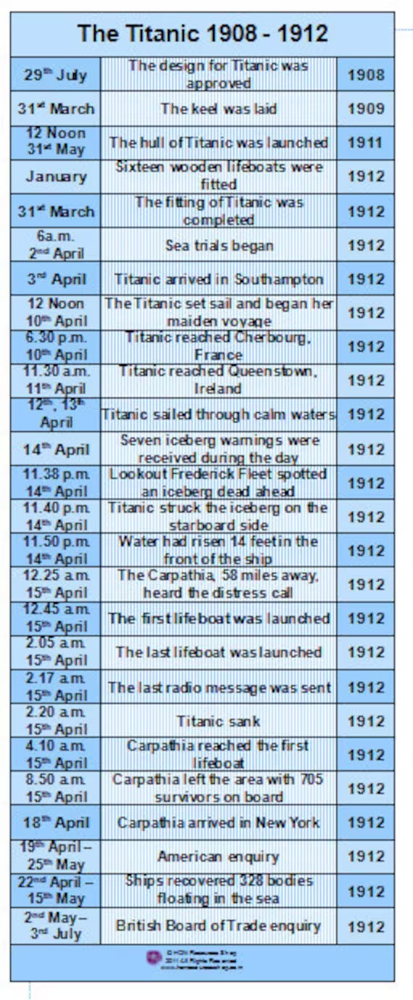 The Titanic 1908 - 1912
29th July
The design for Titanic was
approved
1908
31st March
The keel was laid
1909
12 Noon
31st May
The hull of Titanic was launched
1911
January
Sixteen wooden lifeboats were
fitted
1912
31st March
The fitting of Titanic was
completed
1912
6a.m.
2nd April
Sea trials began
1912
3rd April
Titanic arrived in Southampton
1912
12 Noon
10th April
The Titanic set sail and began her
maiden voyage
1912
6.30 p.m.
10th April
Titanic reached Cherbourg,
France
1912
11.30 a.m.
11th April
Titanic reached Queenstown,
Ireland
1912
12th, 13th
April
Titanic sailed through calm waters
1912
14th April
Seven iceberg warnings were
received during the day
1912
11.38 p.m.
14th April
Lookout Frederick Fleet spotted
an iceberg dead ahead
1912
11.40 p.m.
14th April
Titanic struck the iceberg on the
starboard side
1912
11.50 p.m.
14th April
Water had risen 14 feet in the
front of the ship
1912
12.25 a.m.
15th April
The Carpathia, 58 miles away,
heard the distress call
1912
12.45 a.m.
15th April
The first lifeboat was launched
1912
2.05 a.m.
15th April
The last lifeboat was launched
1912
2.17 a.m.
15th April
The last radio message was sent
1912
2.20 a.m.
15th April
Titanic sank
1912
4.10 a.m.
15th April
Carpathia reached the first
lifeboat
1912
8.50 a.m.
15th April
Carpathia left the area with 705
survivors on board
1912
18th April
Carpathia arrived in New York
1912
19th April –
25th May
American enquiry
1912
22nd April –
15th May
Ships recovered 328 bodies
floating in the sea
1912
2nd May –
3rd July
British Board of Trade enquiry
1912
All Rights Reserved